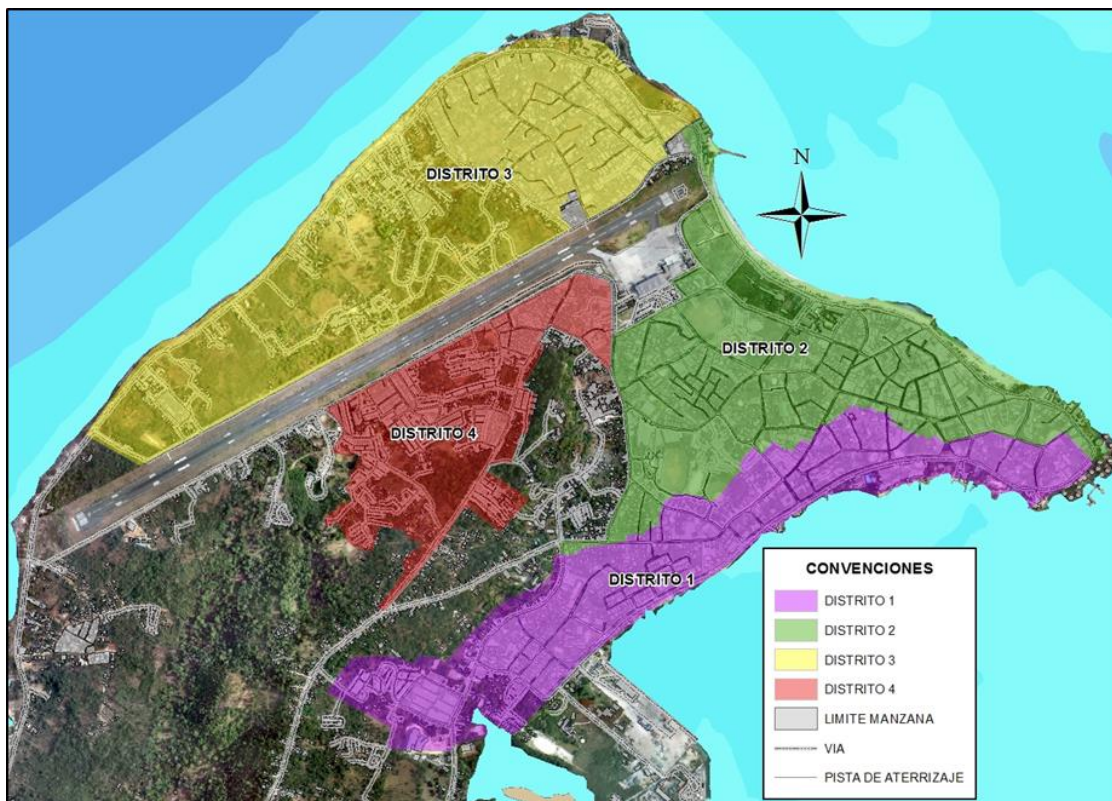 DISTRITO 3
N
DISTRITO 2
DISTRITO 4
DISTRITO 1
CONVENCIONES
DISTRITO 1
DISTRITO 2
DISTRITO 3
DISTRITO 4
LIMITE MANZANA
VIA
PISTA DE ATERRIZAJE